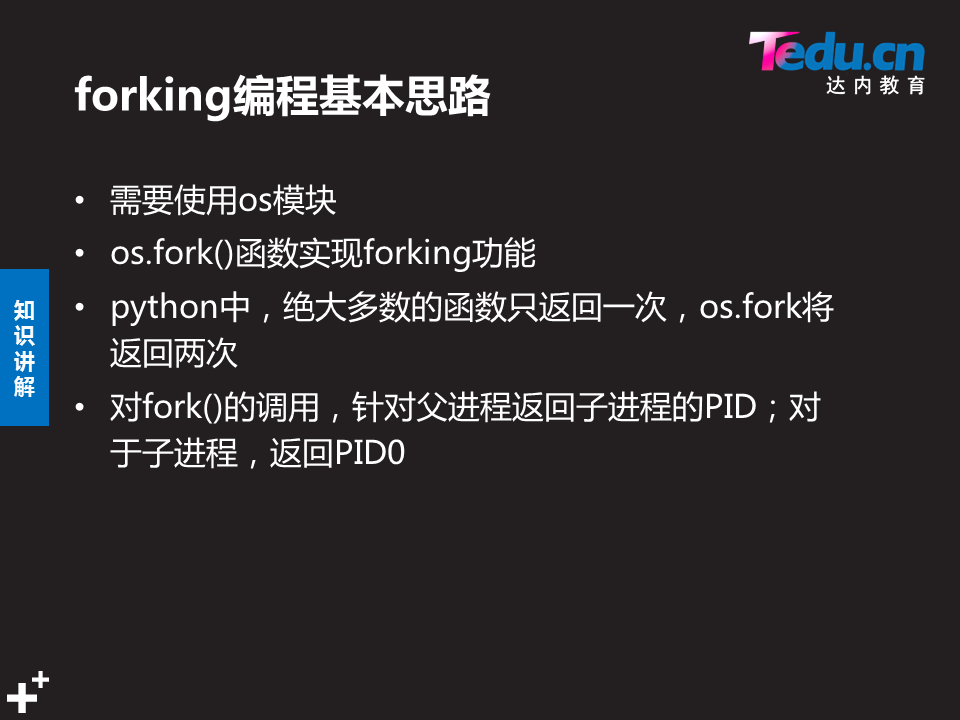 Tedu.cn
达内教育
forking编程基本思路
• 需要使用os模块
• os.fork()函数实现forking功能
• python中，绝大多数的函数只返回一次，os.fork将
返回两次
• 对fork()的调用，针对父进程返回子进程的PID；对
于子进程，返回PID0
知
识
讲
解